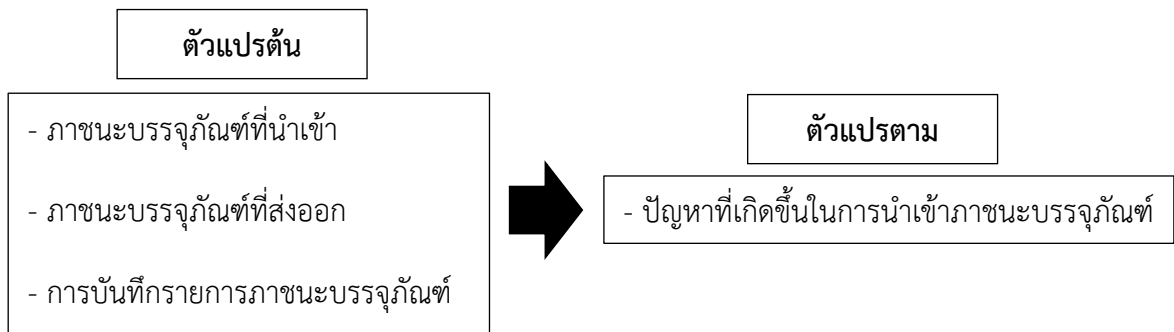 ตัวแปรต้น
- ภาชนะบรรจุภัณฑ์ที่นำเข้า
- ภาชนะบรรจุภัณฑ์ที่ส่งออก
- การบันทึกรายการภาชนะบรรจุภัณฑ์
ตัวแปรตาม
- ปัญหาที่เกิดขึ้นในการนำเข้าภาชนะบรรจุภัณฑ์